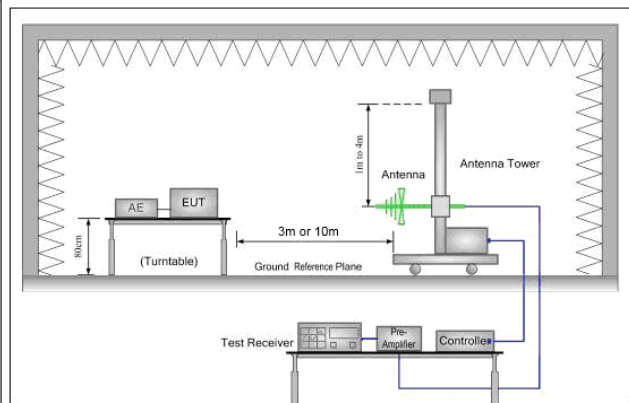 1m to 4m
Antenna
Antenna Tower
AE
EUT
3m or 10m
80cm
(Turntable)
Ground Reference Plane
Test Receiver
Pre-
Amplifier
Controlle